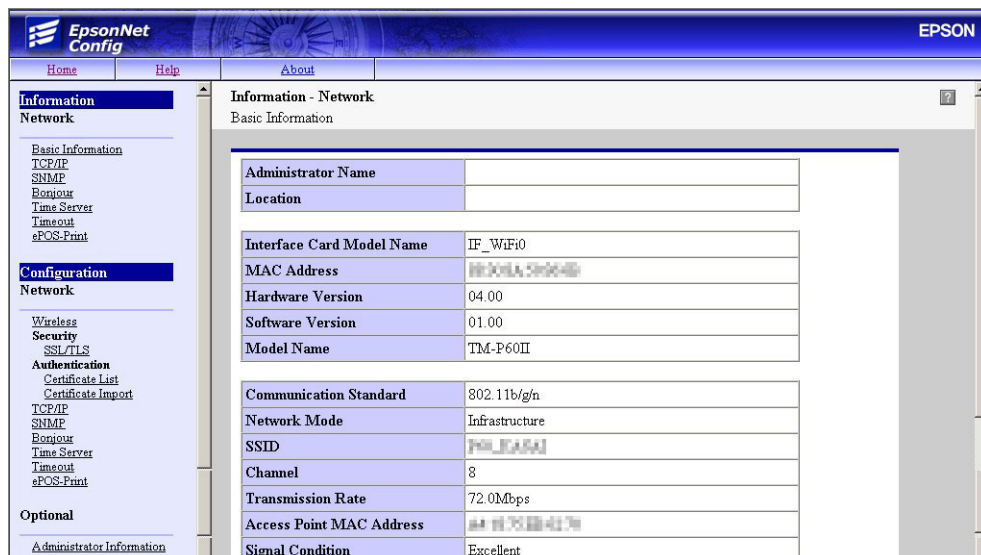 EpsonNet
Config
EPSON
Home Help About
Information
Network
Basic Information
TCP/IP
SNMP
Bonjour
Time Server
Timeout
ePOS-Print
Configuration
Network
Wireless
Security
SSL/TLS
Authentication
Certificate List
Certificate Import
TCP/IP
SNMP
Bonjour
Time Server
Timeout
ePOS-Print
Optional
Administrator Information
Information - Network
?
Basic Information
Administrator Name
Location
Interface Card Model Name IF_WiFi0
MAC Address
Hardware Version 04.00
Software Version 01.00
Model Name TM-P60II
Communication Standard 802.11b/g/n
Network Mode Infrastructure
SSID
Channel 8
Transmission Rate 72.0Mbps
Access Point MAC Address
Signal Condition Excellent